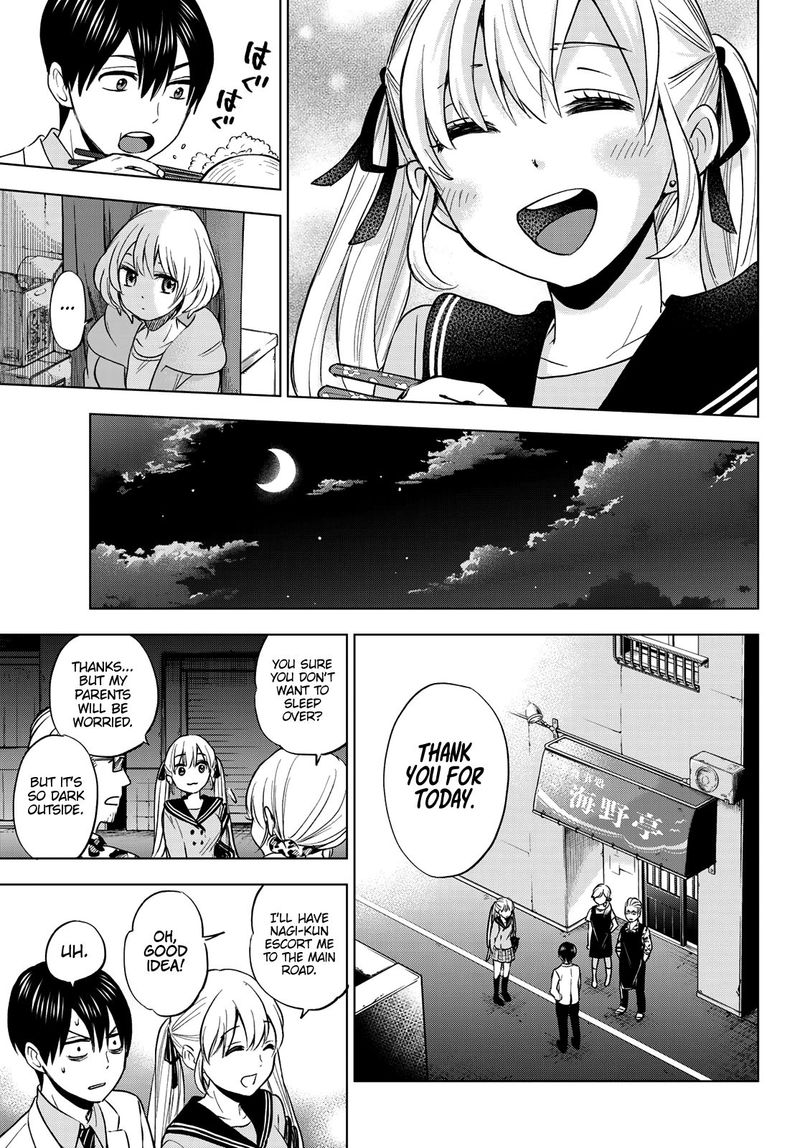 はぐ
はぐ
...
THANK
YOU FOR
TODAY.
海野亭
YOU SURE
YOU DON'T
WANT TO
SLEEP
OVER?
THANKS...
BUT MY
PARENTS
WILL BE
WORRIED.
BUT IT'S
SO DARK
OUTSIDE.
I'LL HAVE
NAGI-KUN
ESCORT ME
TO THE MAIN
ROAD.
OH,
GOOD
IDEA!
UH.